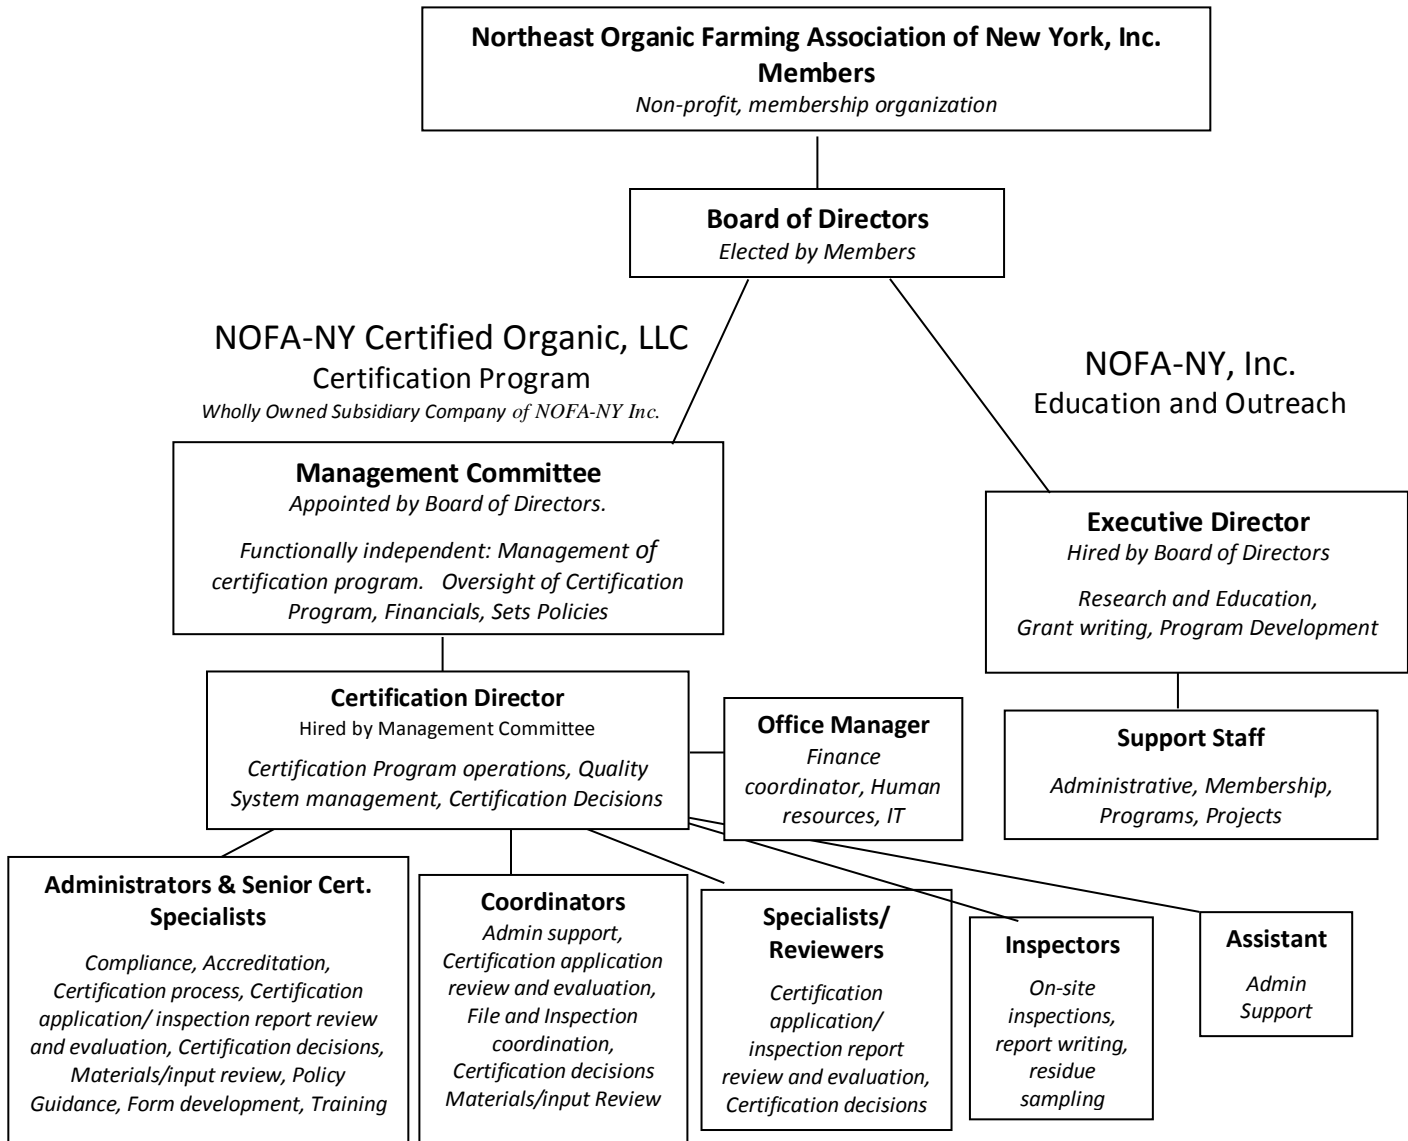 Northeast Organic Farming Association of New York, Inc.
Members
Non-profit, membership organization
Board of Directors
Elected by Members
NOFA-NY Certified Organic, LLC
Certification Program
Wholly Owned Subsidiary Company of NOFA-NY Inc.
NOFA-NY, Inc.
Education and Outreach
Management Committee
Appointed by Board of Directors.
Functionally independent: Management of
certification program. Oversight of Certification
Program, Financials, Sets Policies
Executive Director
Hired by Board of Directors
Research and Education,
Grant writing, Program Development
Certification Director
Hired by Management Committee
Certification Program operations, Quality
System management, Certification Decisions
Office Manager
Finance
coordinator, Human
resources, IT
Support Staff
Administrative, Membership,
Programs, Projects
Administrators & Senior Cert.
Specialists
Compliance, Accreditation,
Certification process, Certification
application/ inspection report review
and evaluation, Certification decisions,
Materials/input review, Policy
Guidance, Form development, Training
Coordinators
Admin support,
Certification application
review and evaluation,
File and Inspection
coordination,
Certification decisions
Materials/input Review
Specialists/
Reviewers
Certification
application/
inspection report
review and evaluation,
Certification decisions
Inspectors
On-site
inspections,
report writing,
residue
sampling
Assistant
Admin
Support